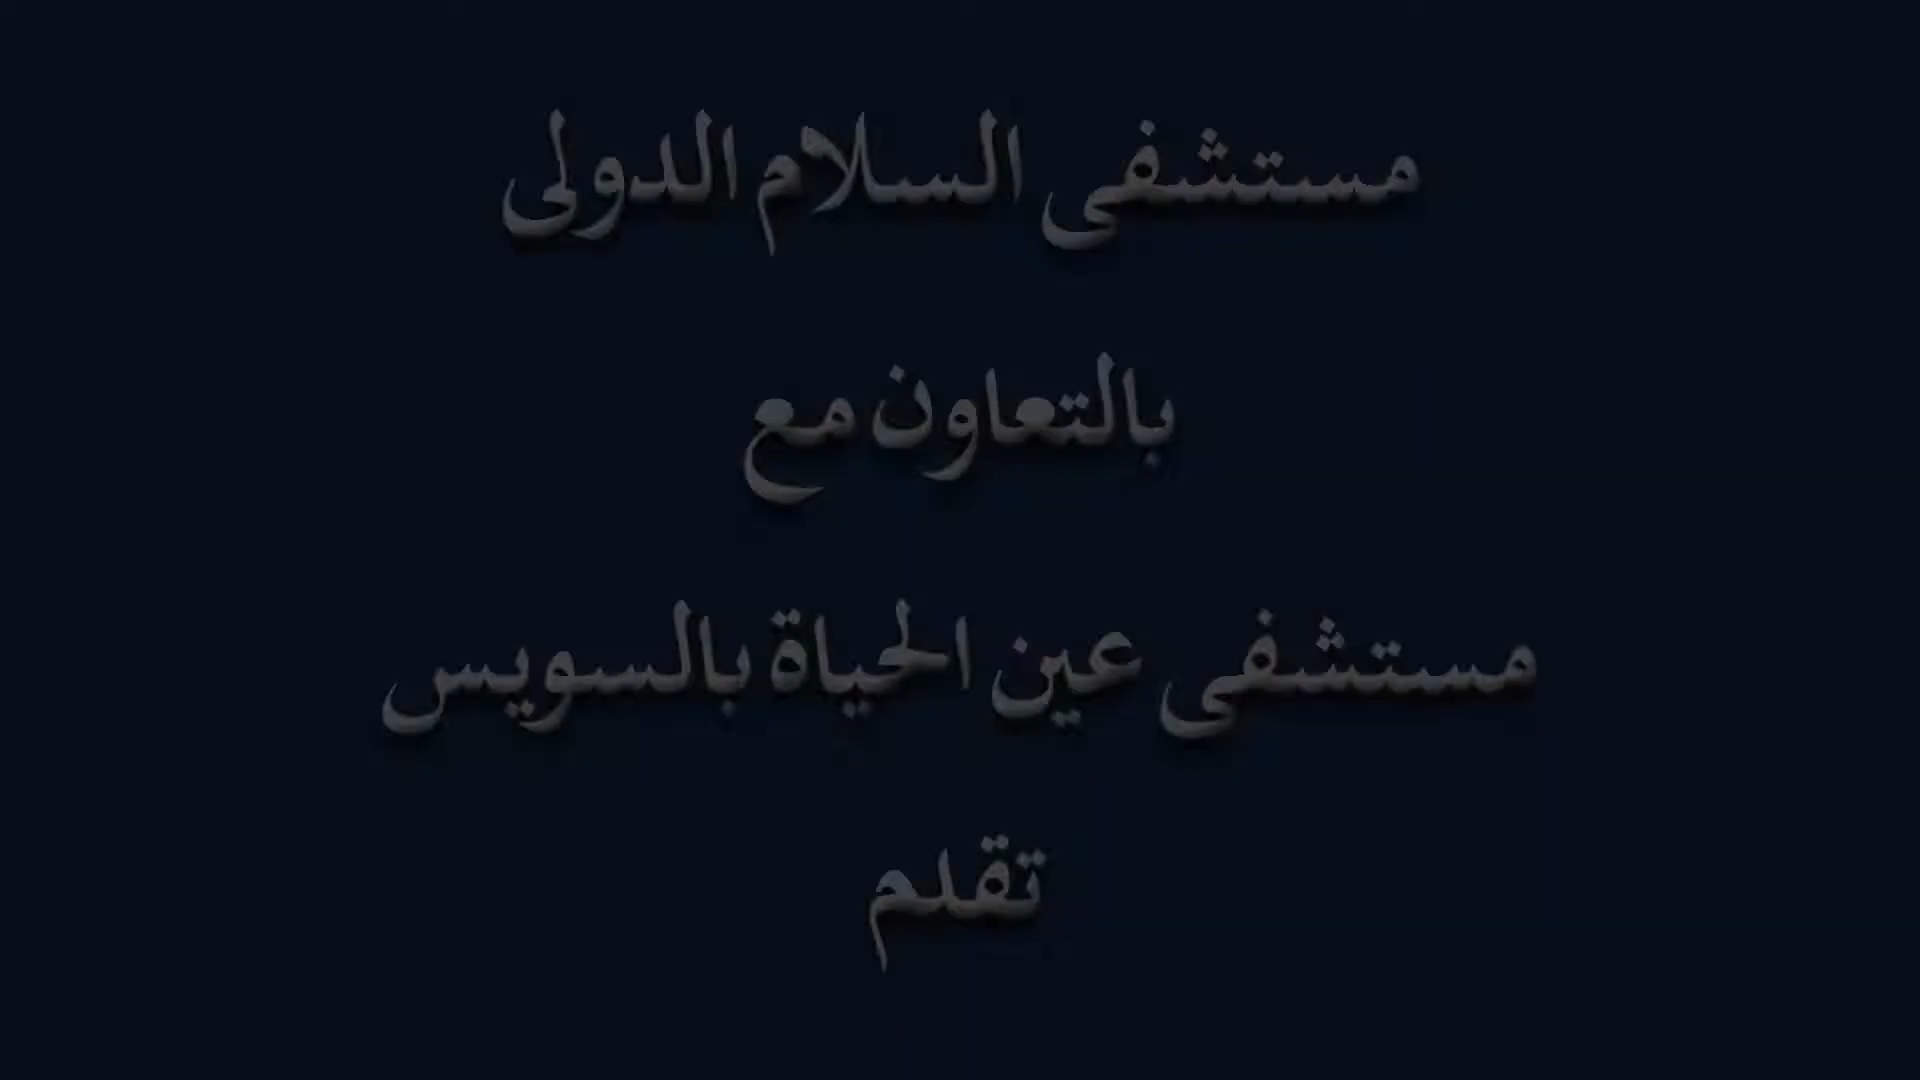 مستشفى السلام الدولى
بالتعاون مع
مستشفى عين الحياة بالسويس
تقدم